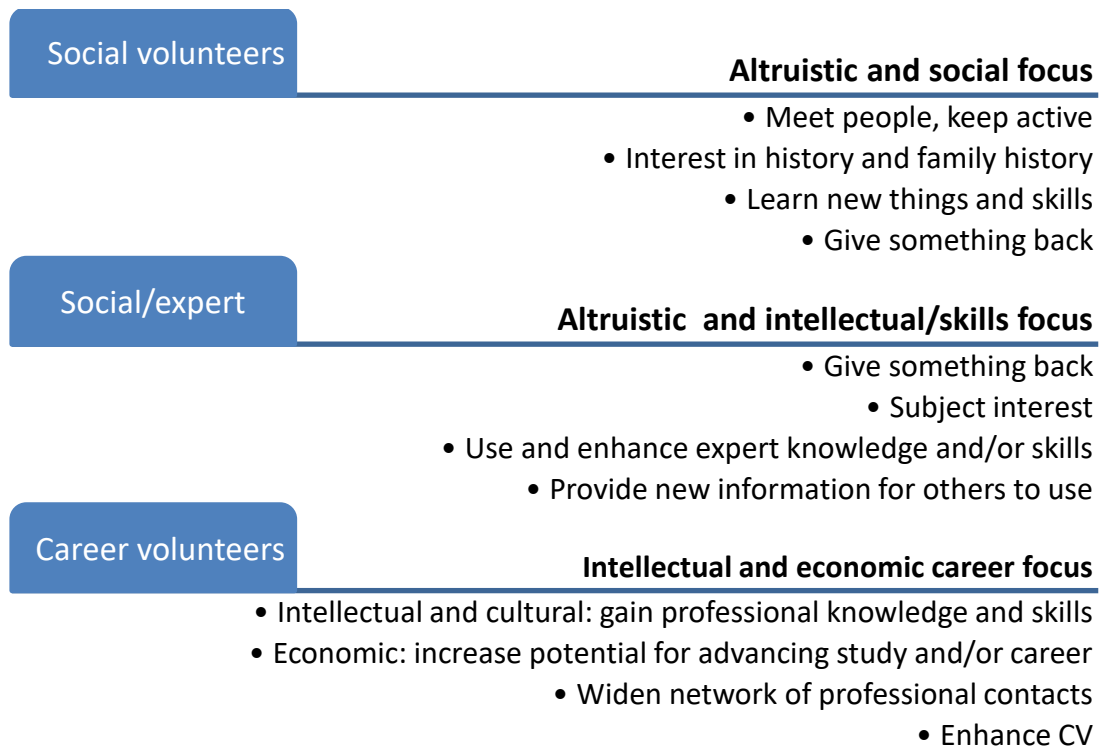 Social volunteers
Altruistic and social focus
• Meet people, keep active
• Interest in history and family history
• Learn new things and skills
• Give something back
Social/expert
Altruistic  and intellectual/skills focus
• Give something back
• Subject interest
• Use and enhance expert knowledge and/or skills
• Provide new information for others to use
Career volunteers
Intellectual and economic career focus
• Intellectual and cultural: gain professional knowledge and skills
• Economic: increase potential for advancing study and/or career
• Widen network of professional contacts
• Enhance CV